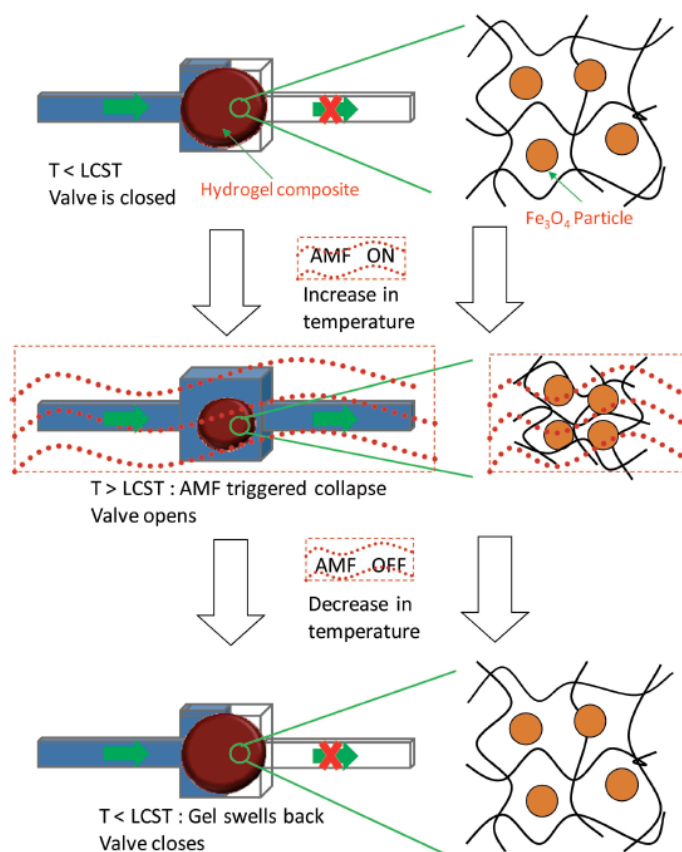 T < LCST
Valve is closed
Hydrogel composite
Fe₃O₄ Particle
AMF ON
Increase in
temperature
T > LCST : AMF triggered collapse
Valve opens
AMF OFF
Decrease in
temperature
T < LCST : Gel swells back
Valve closes